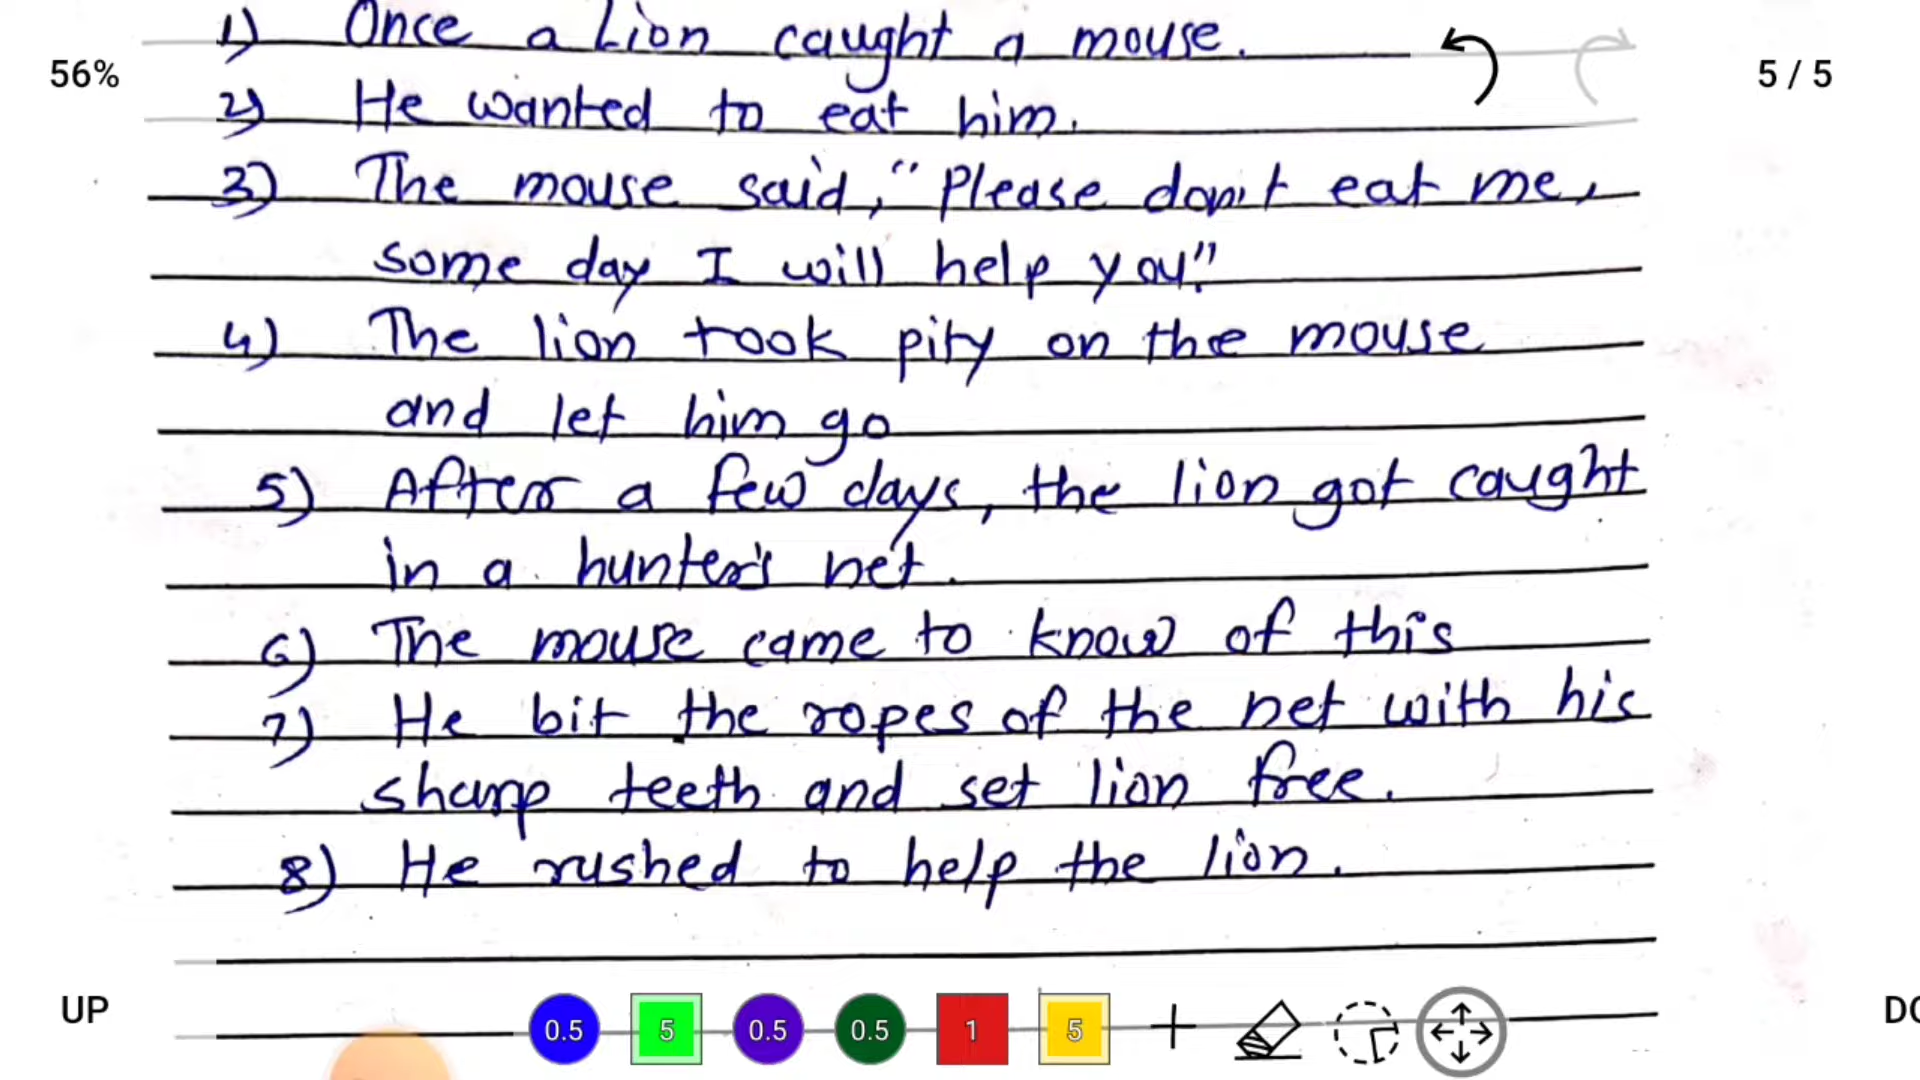 1) Once a Lion caught a mouse.
56%
5 / 5
2) He wanted to eat him.
3) The mouse said, "Please don't eat me,
some day I will help you."
4) The lion took pity on the mouse
and let him go
5) After a few days, the lion got caught
in a hunter's net.
6) The mouse came to know of this
7) He bit the ropes of the net with his
sharp teeth and set lion free.
8) He rushed to help the lion.
UP
0.5 5 0.5 0.5 1 5
DO